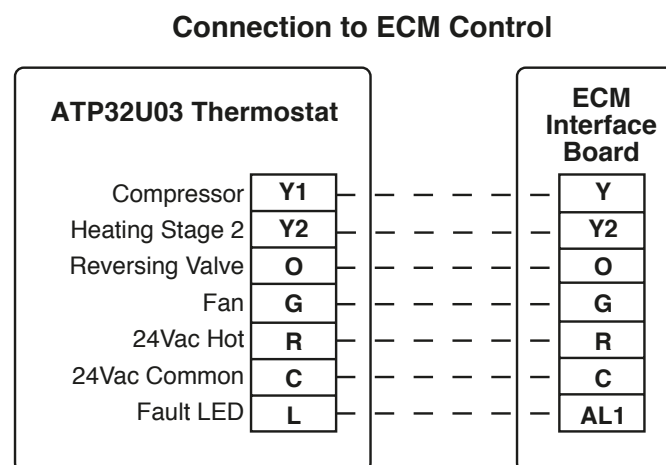 Connection to ECM Control
ATP32U03 Thermostat
ECM
Interface
Board
Compressor Y1 Y
Heating Stage 2 Y2 Y2
Reversing Valve O O
Fan G G
24Vac Hot R R
24Vac Common C C
Fault LED L AL1